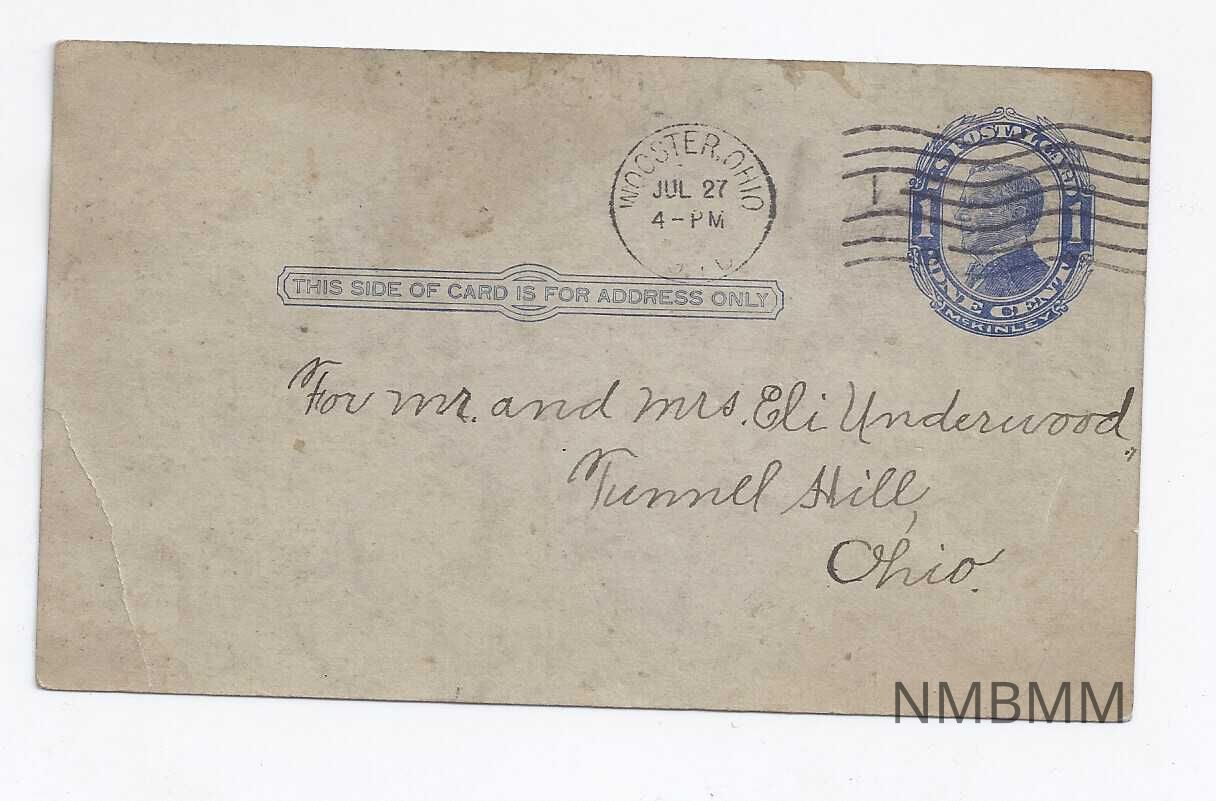 WOOSTER, OHIO
JUL 27
4-PM
U.S. POSTAL CARD
1 1
ONE CENT
McKINLEY
THIS SIDE OF CARD IS FOR ADDRESS ONLY
For Mr. and Mrs. Eli Underwood,
Tunnel Hill,
Ohio.
NMBMM